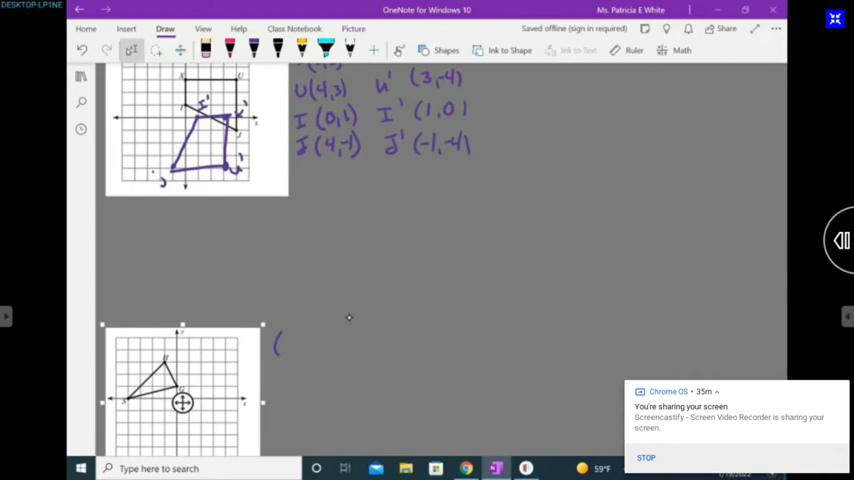 DESKTOP-LP1NE
OneNote for Windows 10
Ms. Patricia E White
Home Insert Draw View Help Class Notebook Picture
Saved offline (sign in required) Share
Shapes Ink to Shape Ink to Text Ruler Math
X U
U(4,3) U' (3,-4)
I' U'
I (0,1) I' (1,0)
x
J
J (4,-1) J' (-1,-4)
y
(
H
G
S
x
Chrome OS • 35m
You're sharing your screen
Screencastify - Screen Video Recorder is sharing your screen.
STOP
Type here to search
59°F
1/19/2022